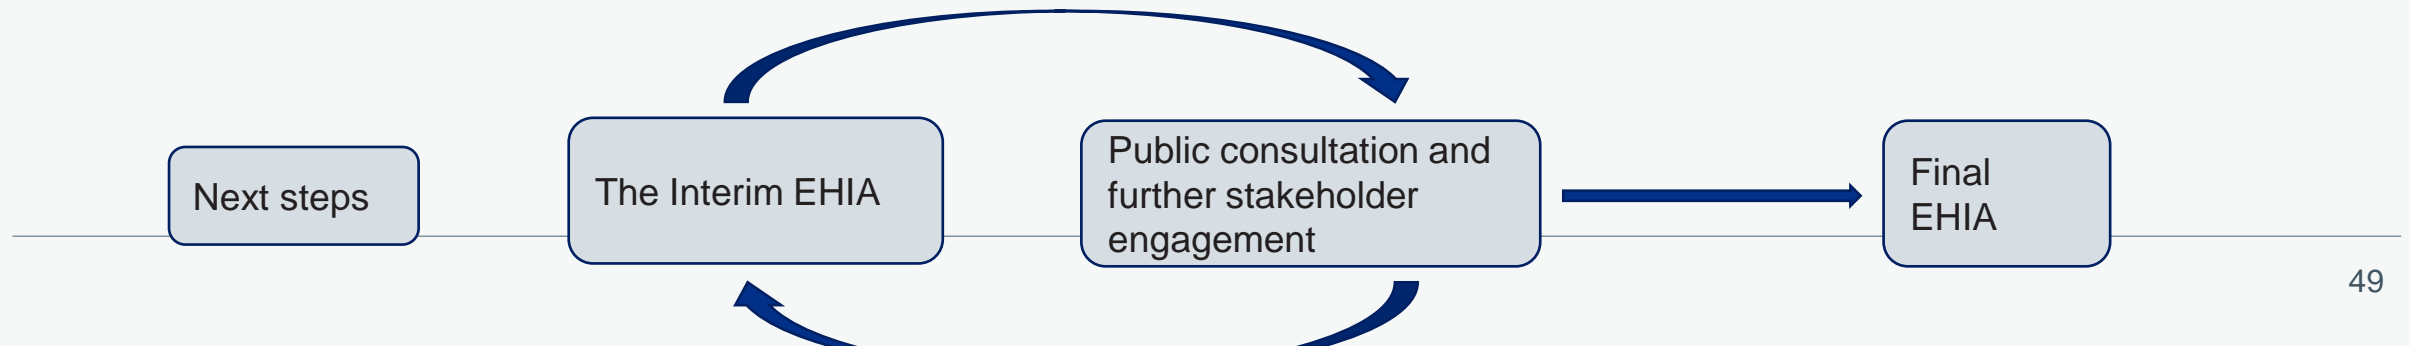 Next steps
The Interim EHIA
Public consultation and
further stakeholder
engagement
Final
EHIA
49